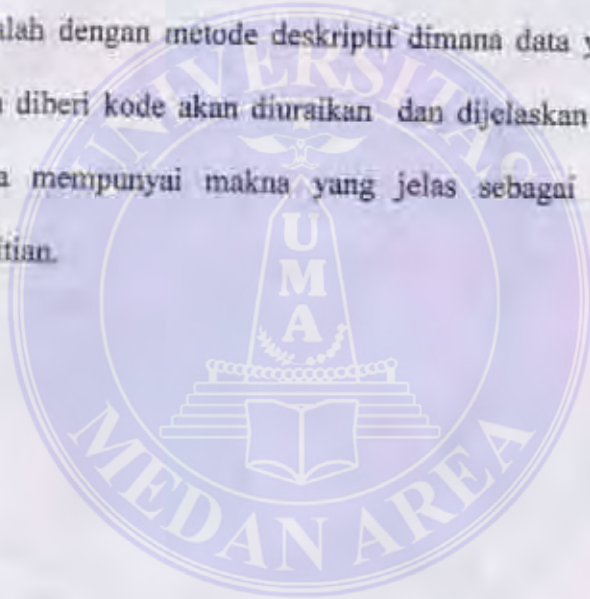 alah dengan metode deskriptif dimana data
diberi kode akan diuraikan dan dijelaskan
a mempunyai makna yang jelas sebagai
itian.
UNIVERSITAS
UMA
MEDAN AREA